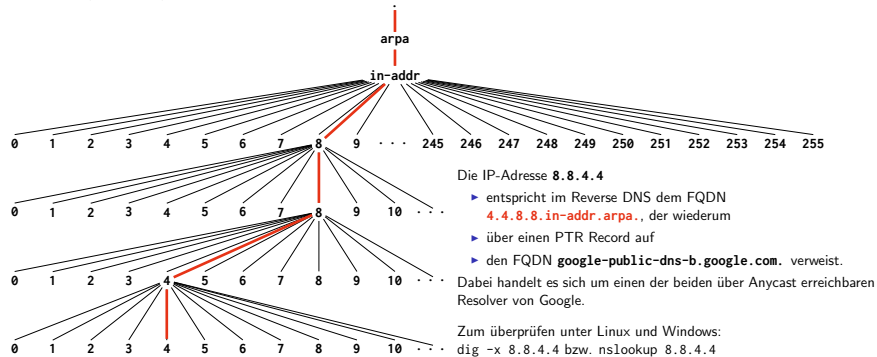 .
arpa
in-addr
0 1 2 3 4 5 6 7 8 9 · · · 245 246 247 248 249 250 251 252 253 254 255
Die IP-Adresse 8.8.4.4
▶ entspricht im Reverse DNS dem FQDN
0 1 2 3 4 5 6 7 8 9 10 · · ·
4.4.8.8.in-addr.arpa., der wiederum
▶ über einen PTR Record auf
▶ den FQDN google-public-dns-b.google.com. verweist.
0 1 2 3 4 5 6 7 8 9 10 · · ·
Dabei handelt es sich um einen der beiden über Anycast erreichbaren
Resolver von Google.
Zum überprüfen unter Linux und Windows:
0 1 2 3 4 5 6 7 8 9 10 · · ·
dig -x 8.8.4.4 bzw. nslookup 8.8.4.4